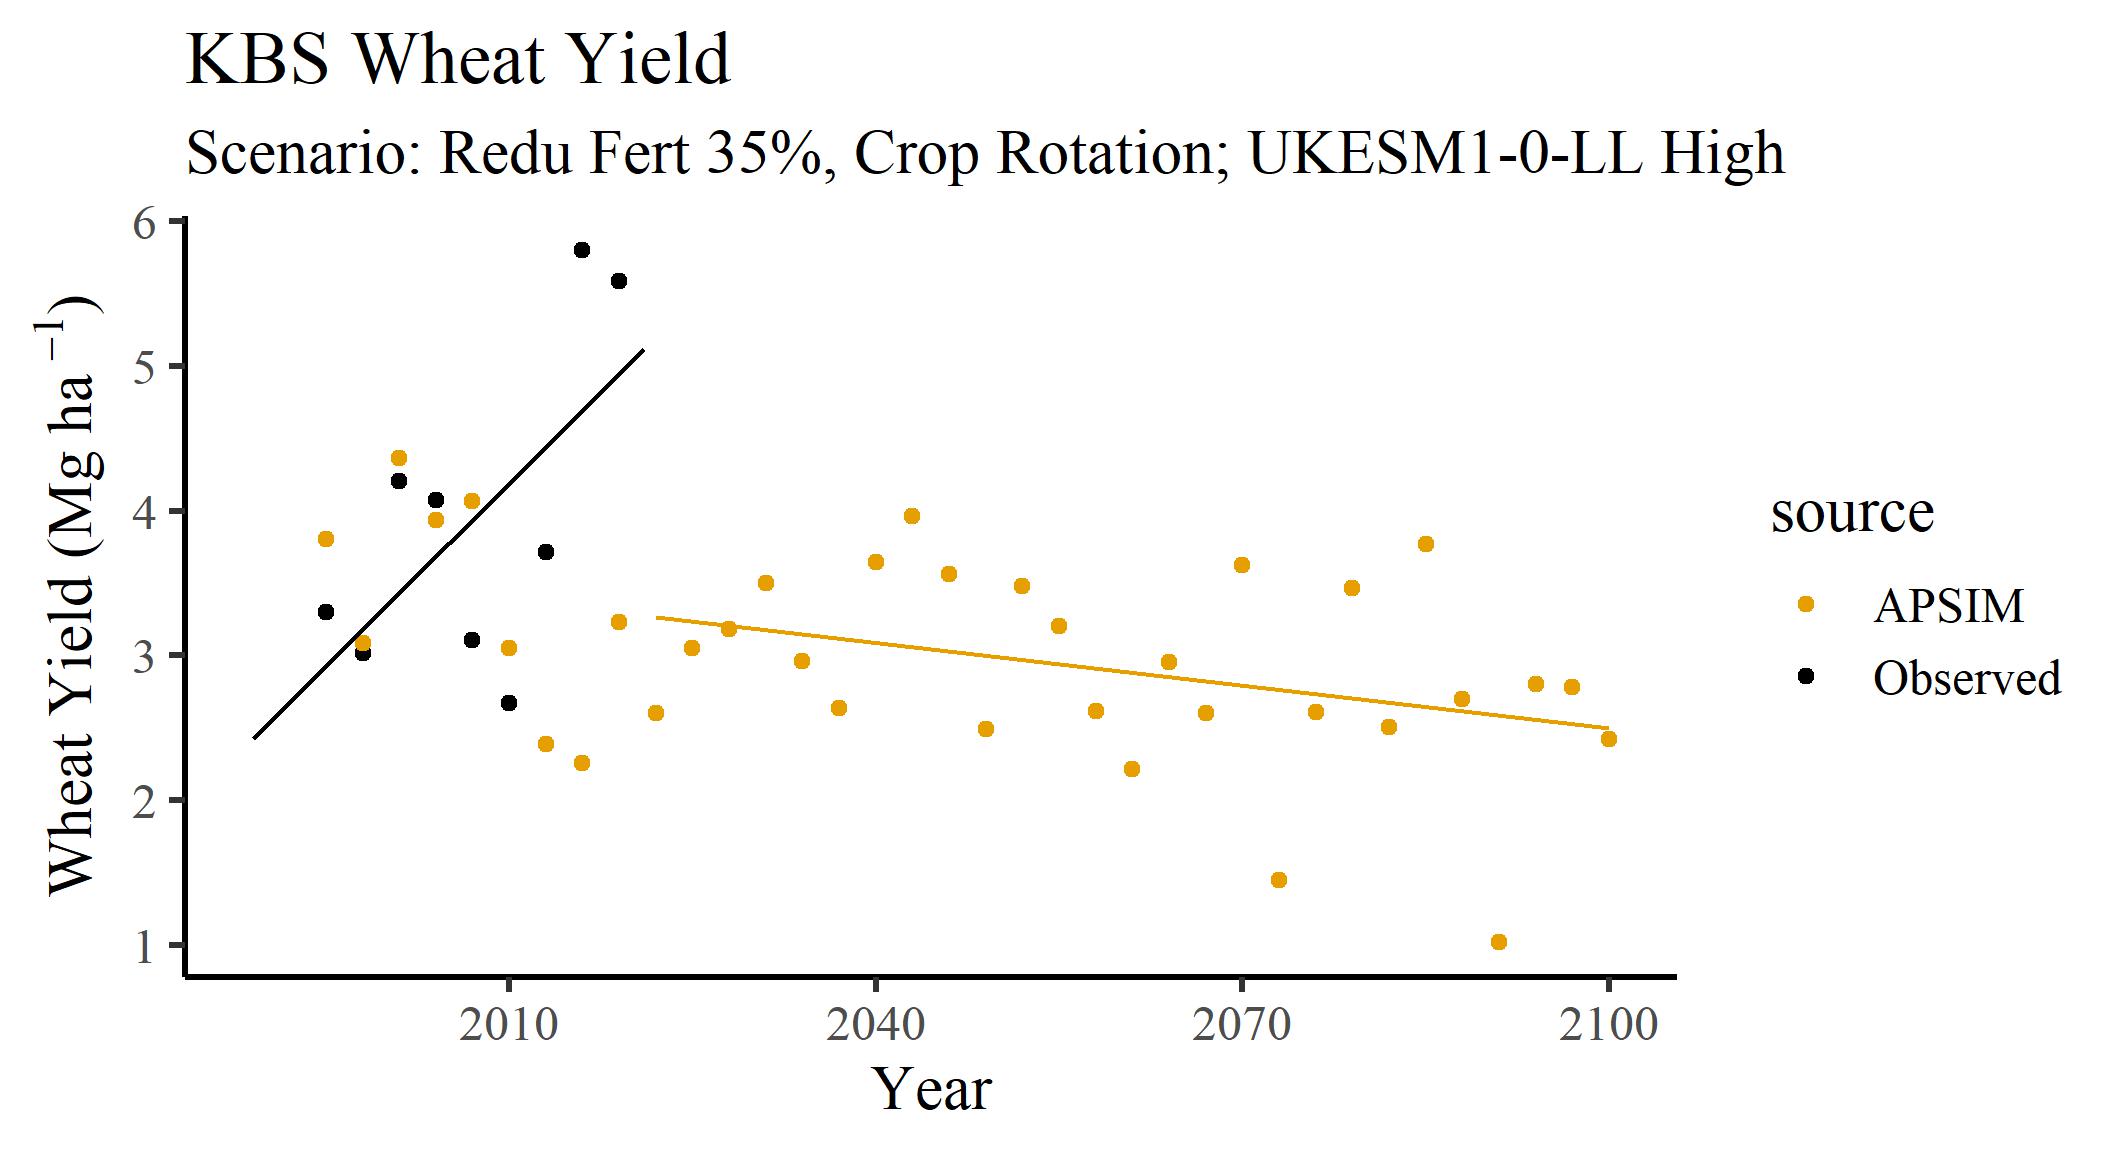 KBS Wheat Yield
Scenario: Redu Fert 35%, Crop Rotation; UKESM1-0-LL High
Wheat Yield (Mg ha −1)
6
5
4
3
2
1
2010 2040 2070 2100
Year
source
APSIM
Observed